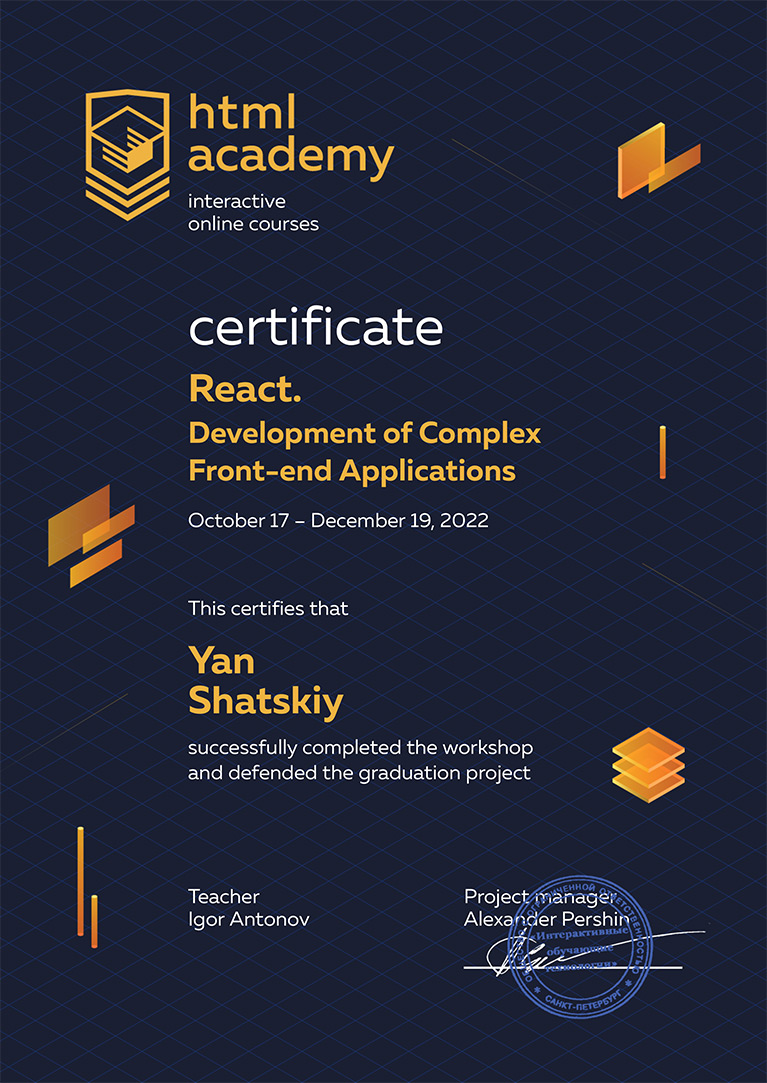 html
academy
interactive
online courses
certificate
React.
Development of Complex
Front-end Applications
October 17 – December 19, 2022
This certifies that
Yan
Shatskiy
successfully completed the workshop
and defended the graduation project
Teacher
Igor Antonov
Project manager
Alexander Pershin
ОГРАНИЧЕННОЙ ОТВЕТСТВЕННОСТЬЮ
«Интерактивные
обучающие
технологии»
САНКТ-ПЕТЕРБУРГ